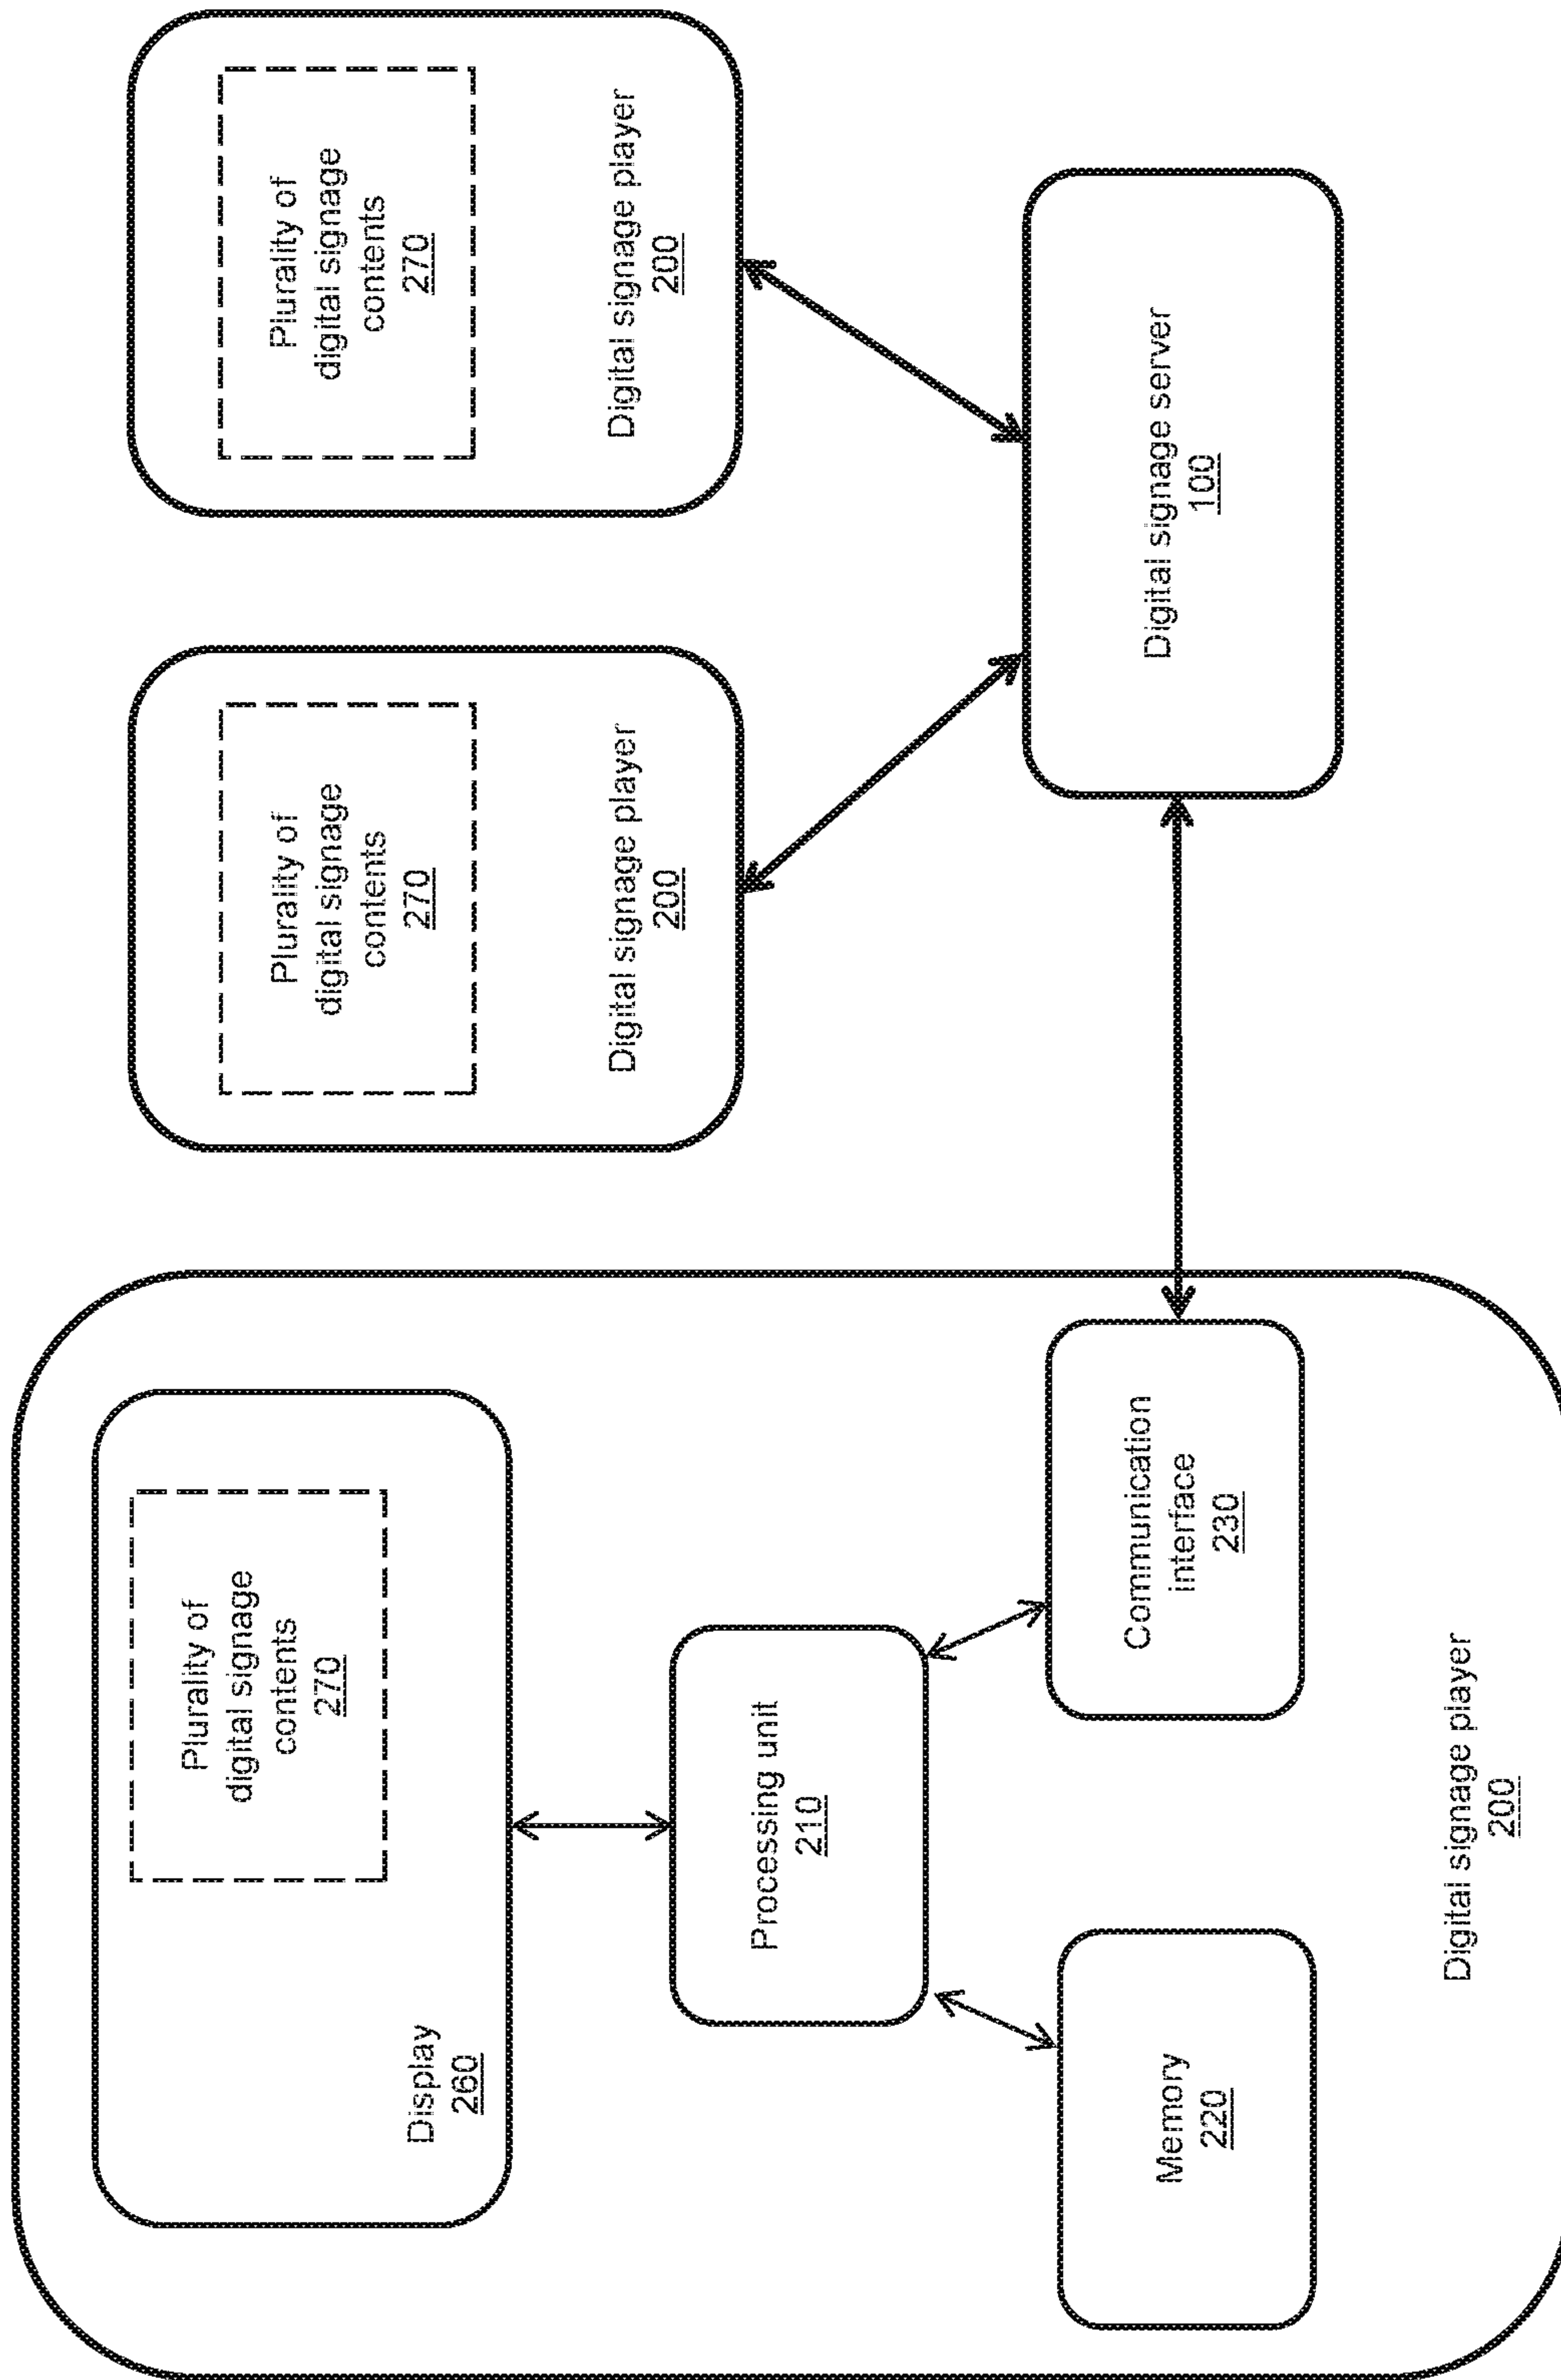 Plurality of
digital signage
contents
270
Display
260
Processing unit
210
Memory
220
Communication
interface
230
Digital signage player
200
Plurality of
digital signage
contents
270
Digital signage player
200
Plurality of
digital signage
contents
270
Digital signage player
200
Digital signage server
100